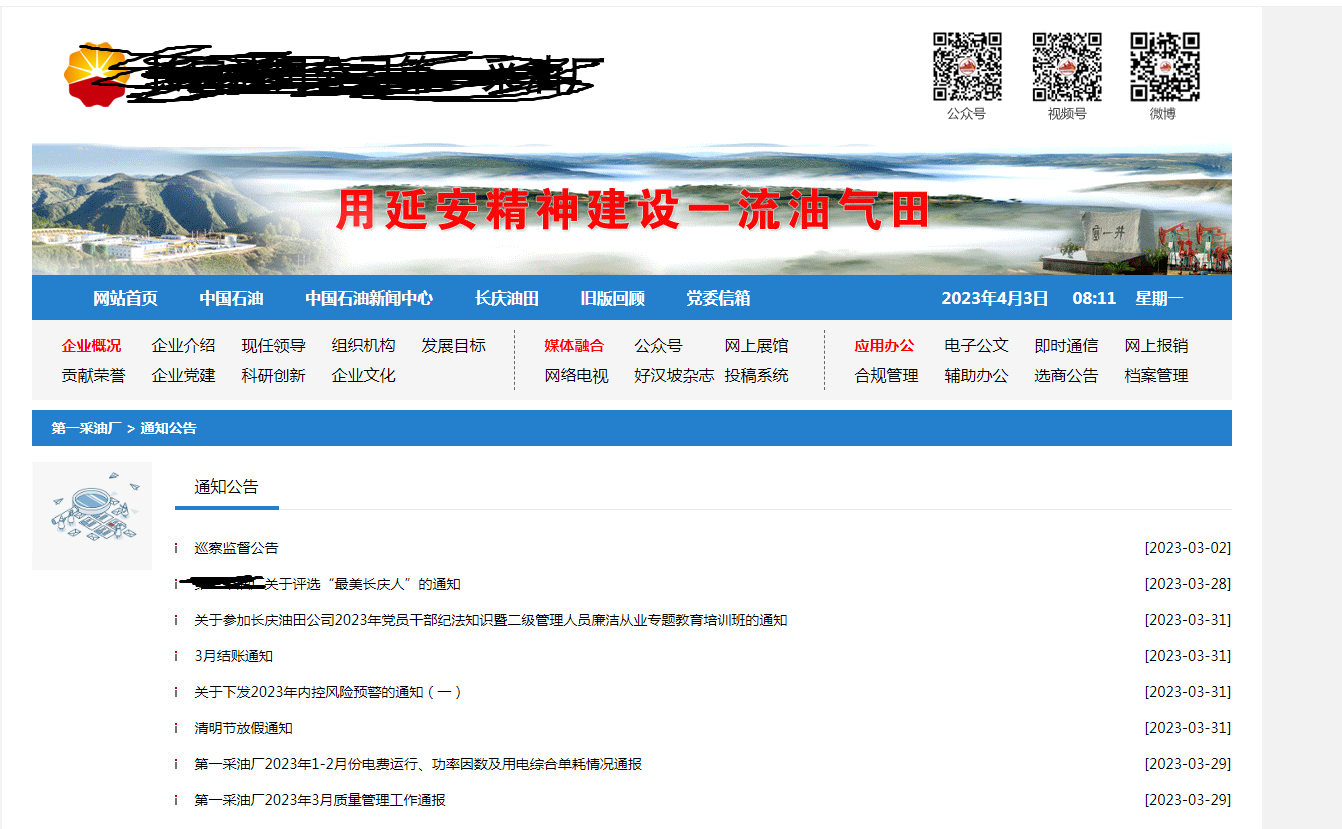 公众号 视频号 微博
用延安精神建设一流油气田
富一井
网站首页 中国石油 中国石油新闻中心 长庆油田 旧版回顾 党委信箱 2023年4月3日 08:11 星期一
企业概况 企业介绍 现任领导 组织机构 发展目标 媒体融合 公众号 网上展馆 应用办公 电子公文 即时通信 网上报销
贡献荣誉 企业党建 科研创新 企业文化 网络电视 好汉坡杂志 投稿系统 合规管理 辅助办公 选商公告 档案管理
第一采油厂 > 通知公告
通知公告
i 巡察监督公告 [2023-03-02]
i 关于评选“最美长庆人”的通知 [2023-03-28]
i 关于参加长庆油田公司2023年党员干部纪法知识暨二级管理人员廉洁从业专题教育培训班的通知 [2023-03-31]
i 3月结账通知 [2023-03-31]
i 关于下发2023年内控风险预警的通知（一） [2023-03-31]
i 清明节放假通知 [2023-03-31]
i 第一采油厂2023年1-2月份电费运行、功率因数及用电综合单耗情况通报 [2023-03-29]
i 第一采油厂2023年3月质量管理工作通报 [2023-03-29]